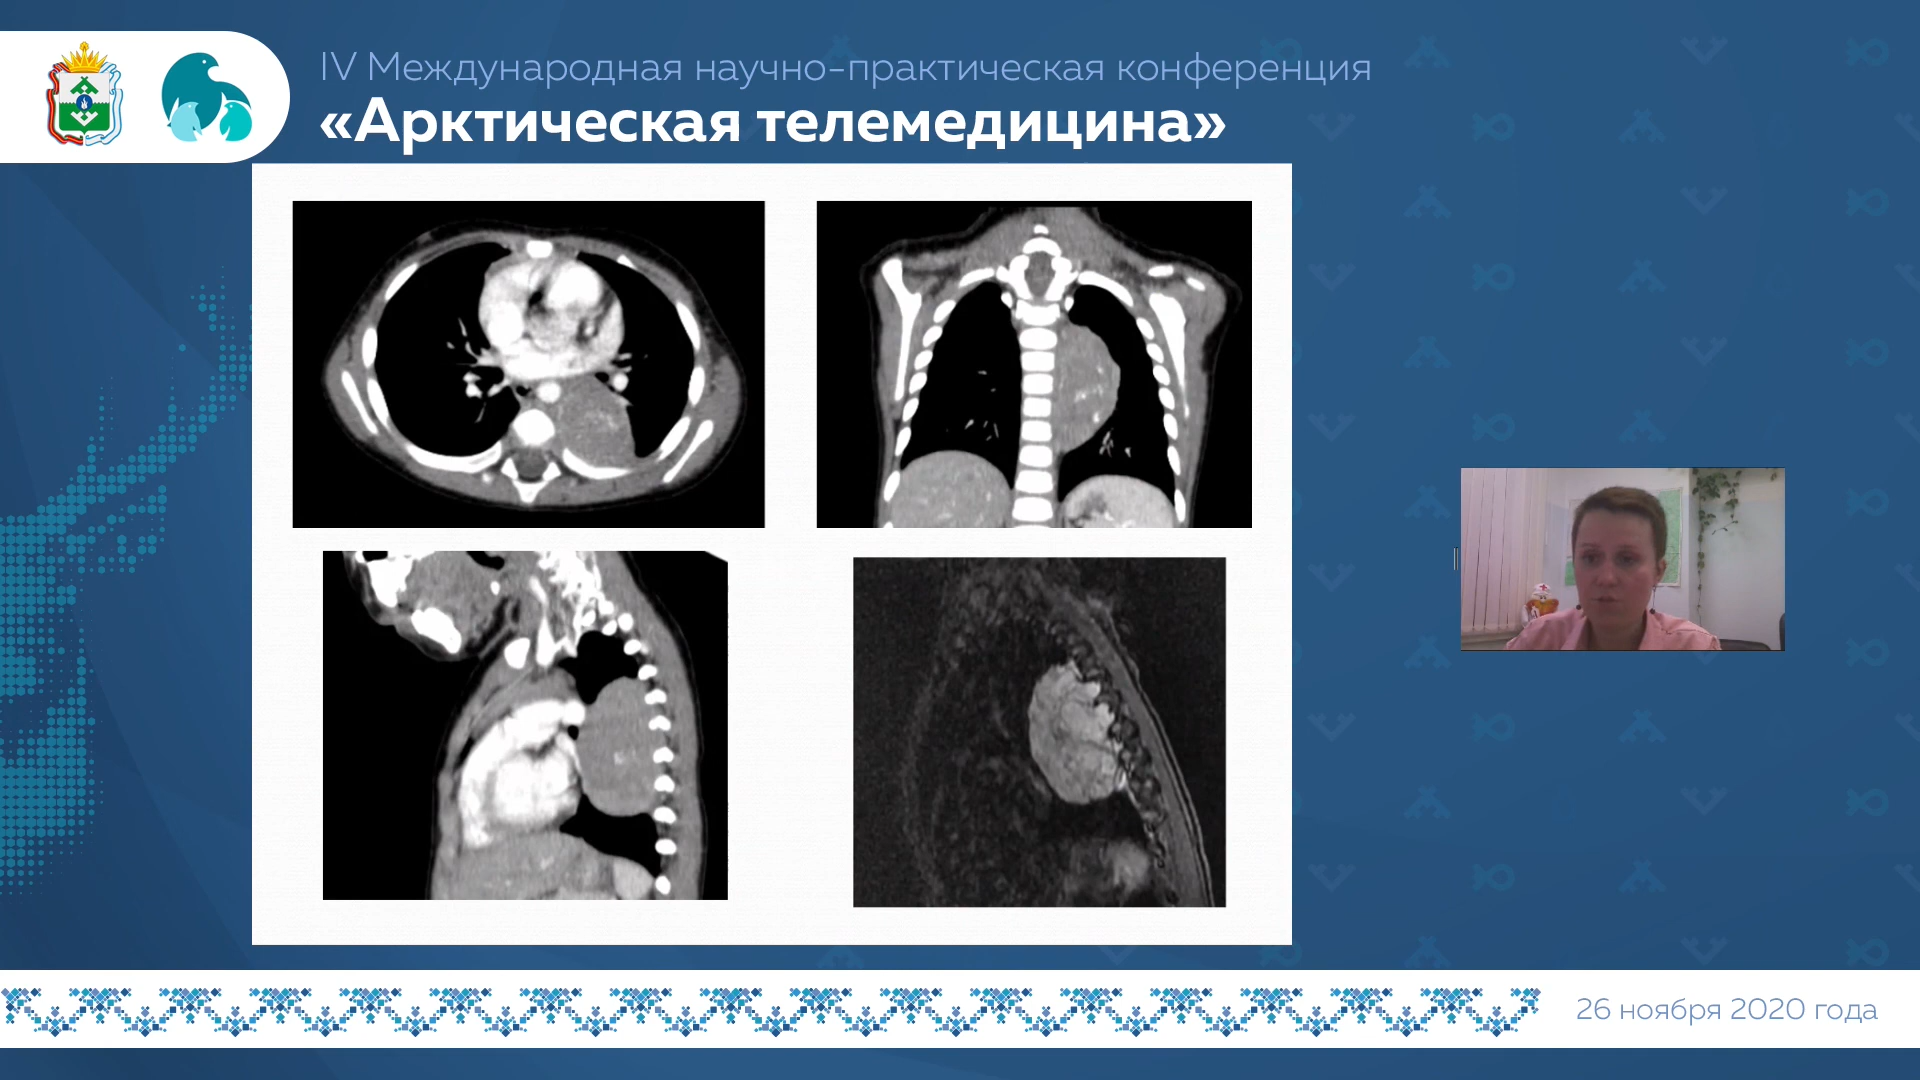 IV Международная научно-практическая конференция
«Арктическая телемедицина»
26 ноября 2020 года